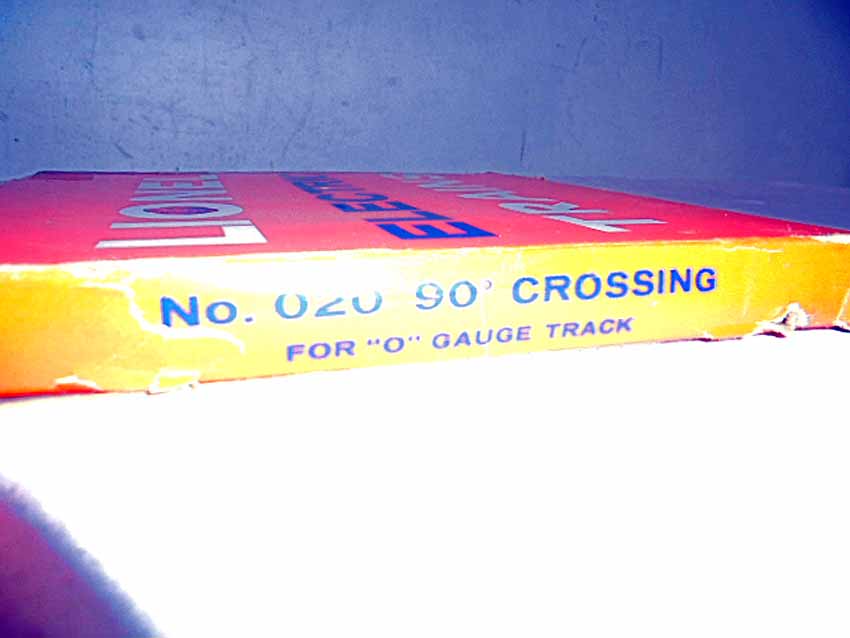 LIONEL
ELECTRIC
TRAINS
No. 020 90° CROSSING
FOR "O" GAUGE TRACK